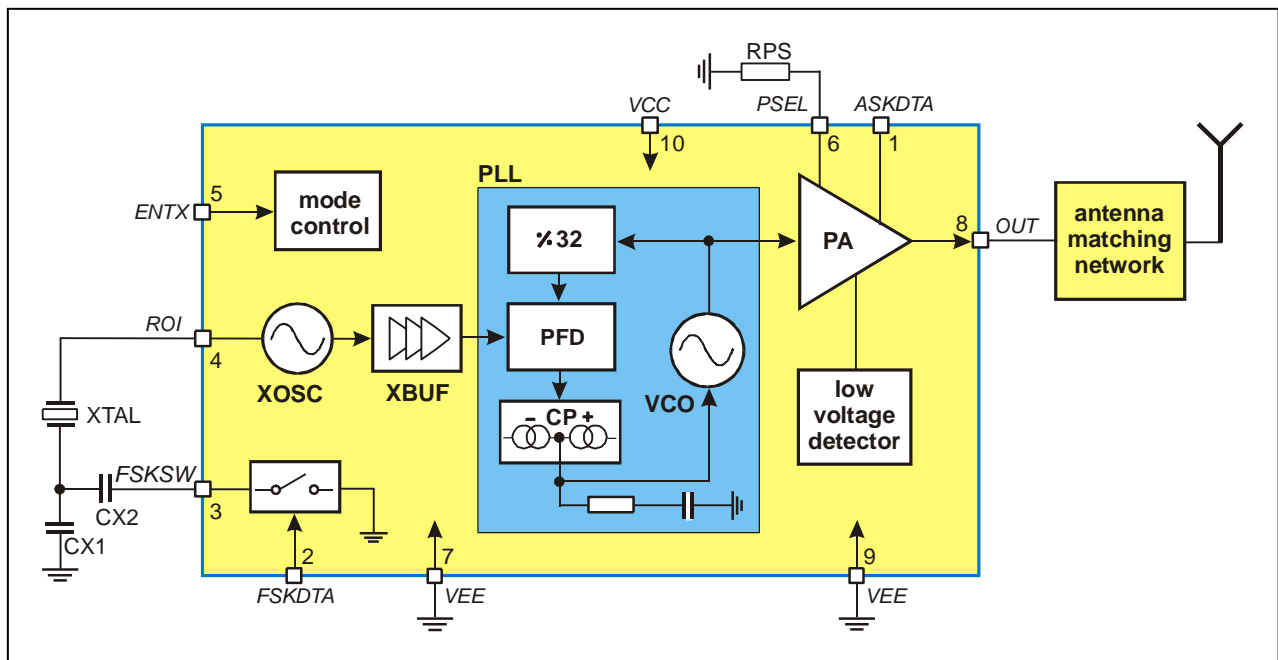 RPS
VCC
PSEL
ASKDTA
10
6
1
PLL
5
ENTX
mode
control
٪32
PA
8
OUT
antenna
matching
network
ROI
4
XOSC
XBUF
PFD
VCO
low
voltage
detector
- CP +
XTAL
FSKSW
3
CX2
CX1
2
FSKDTA
7
VEE
9
VEE